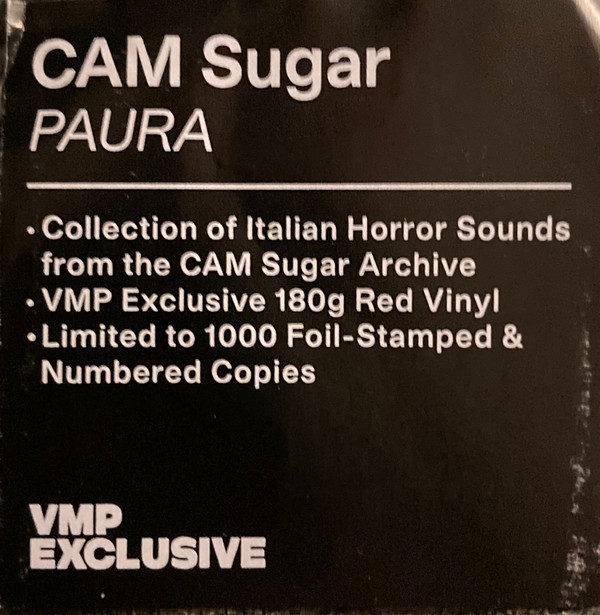 CAM Sugar
PAURA
• Collection of Italian Horror Sounds
from the CAM Sugar Archive
• VMP Exclusive 180g Red Vinyl
• Limited to 1000 Foil-Stamped &
Numbered Copies
VMP
EXCLUSIVE